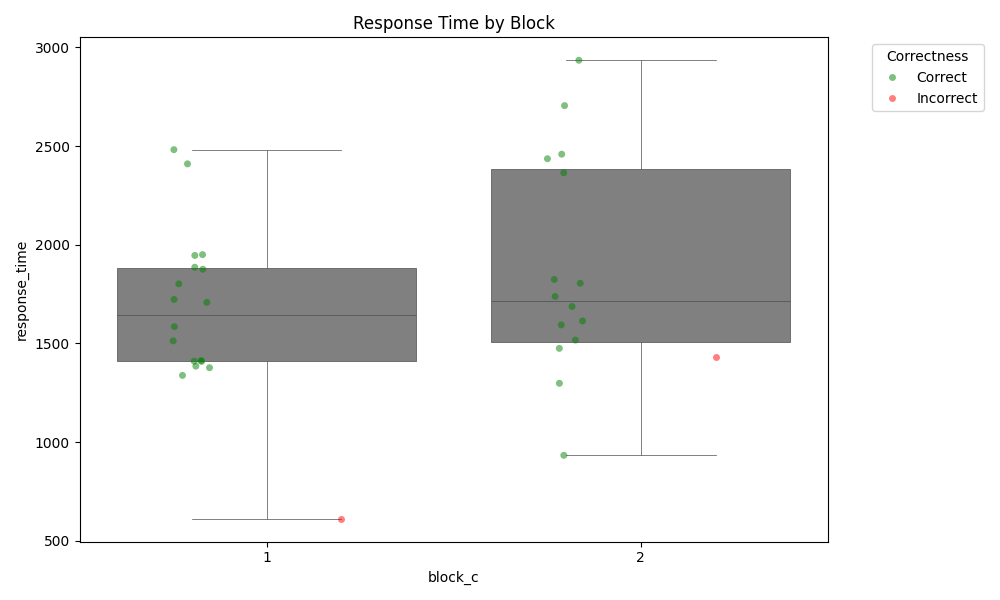 Response Time by Block
Correctness
Correct
Incorrect
response_time
3000
2500
2000
1500
1000
500
1
2
block_c